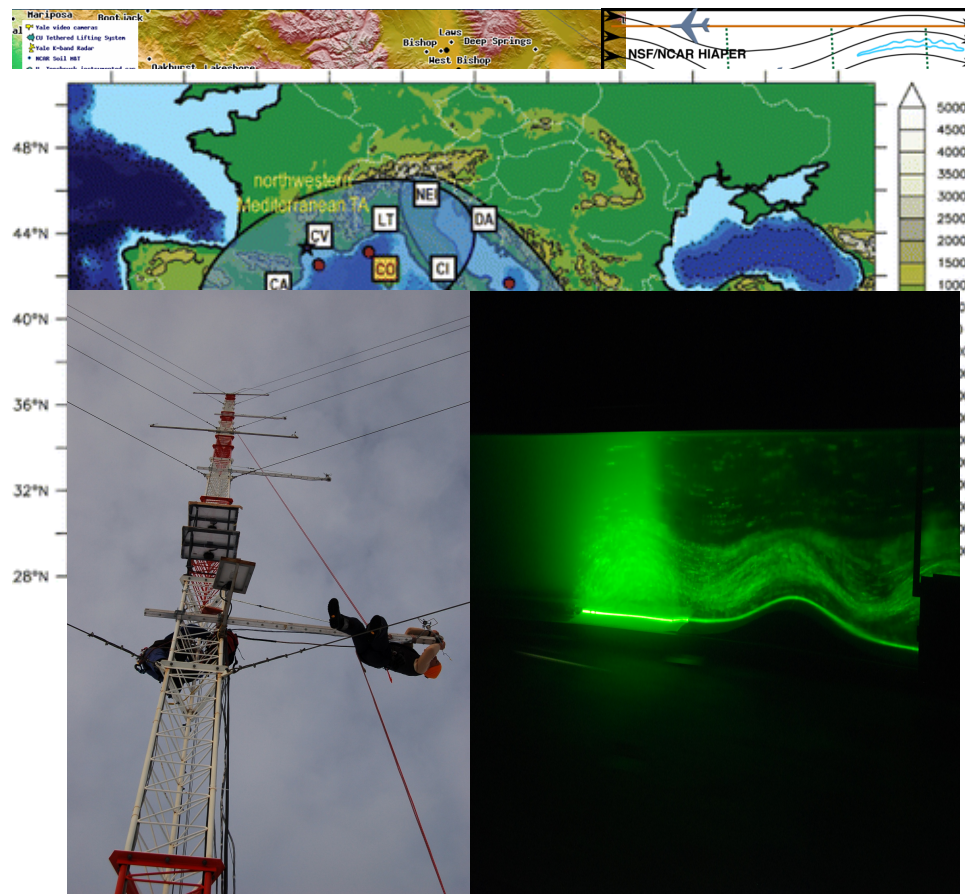 Mariposa
Bootjack
Yale video cameras
CU Tethered Lifting System
Yale K-band Radar
NCAR Soil H&T
Oakhurst
Lakeshore
Laws
Bishop
Deep Springs
West Bishop
NSF/NCAR HIAPER
48°N
44°N
40°N
36°N
32°N
28°N
northwestern
Mediterranean TA
NE
LT
DA
CV
CO
CI
CA
5000
4500
4000
3500
3000
2500
2000
1500
1000